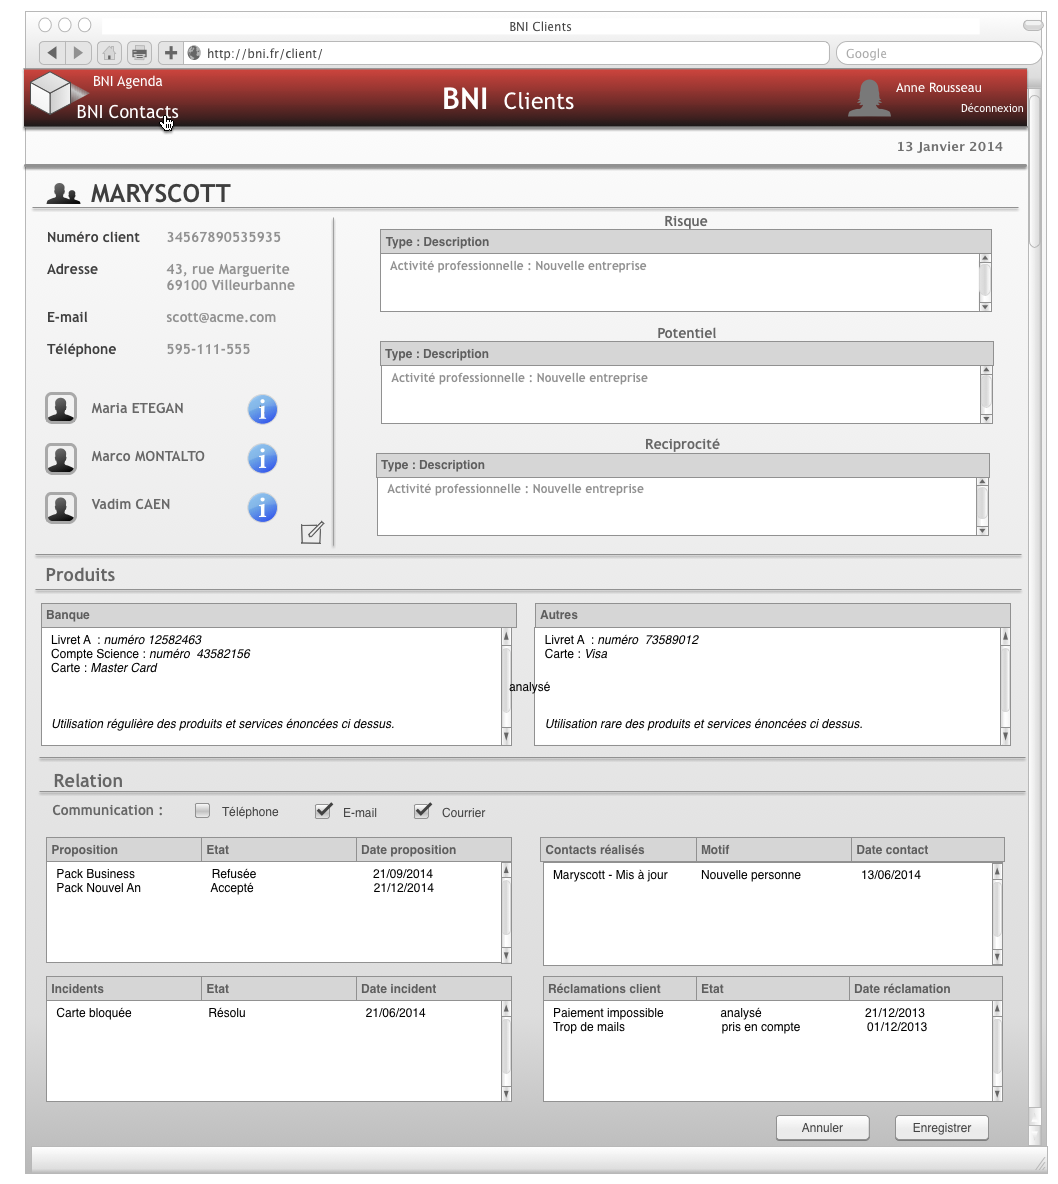 BNI Clients
http://bni.fr/client/
Google
BNI Agenda
BNI Contacts
BNI Clients
Anne Rousseau
Déconnexion
13 Janvier 2014
MARYSCOTT
Numéro client 34567890535935
Adresse 43, rue Marguerite
69100 Villeurbanne
E-mail scott@acme.com
Téléphone 595-111-555
Maria ETEGAN
Marco MONTALTO
Vadim CAEN
Risque
Type : Description
Activité professionnelle : Nouvelle entreprise
Potentiel
Type : Description
Activité professionnelle : Nouvelle entreprise
Reciprocité
Type : Description
Activité professionnelle : Nouvelle entreprise
Produits
Banque
Livret A : numéro 12582463
Compte Science : numéro 43582156
Carte : Master Card
Utilisation régulière des produits et services énoncées ci dessus.
analysé
Autres
Livret A : numéro 73589012
Carte : Visa
Utilisation rare des produits et services énoncées ci dessus.
Relation
Communication : Téléphone E-mail Courrier
Proposition Etat Date proposition
Pack Business Refusée 21/09/2014
Pack Nouvel An Accepté 21/12/2014
Contacts réalisés Motif Date contact
Maryscott - Mis à jour Nouvelle personne 13/06/2014
Incidents Etat Date incident
Carte bloquée Résolu 21/06/2014
Réclamations client Etat Date réclamation
Paiement impossible analysé 21/12/2013
Trop de mails pris en compte 01/12/2013
Annuler Enregistrer